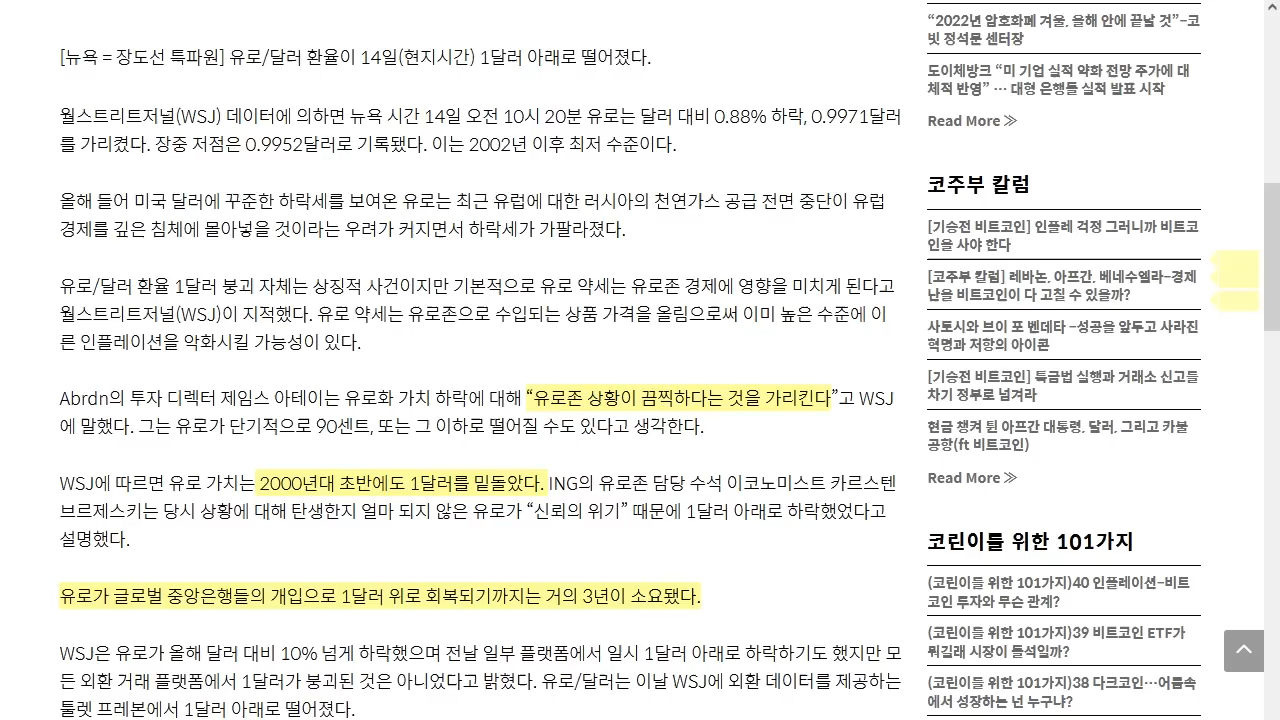 [뉴욕 = 장도선 특파원] 유로/달러 환율이 14일(현지시간) 1달러 아래로 떨어졌다.
월스트리트저널(WSJ) 데이터에 의하면 뉴욕 시간 14일 오전 10시 20분 유로는 달러 대비 0.88% 하락, 0.9971달러
를 가리켰다. 장중 저점은 0.9952달러로 기록됐다. 이는 2002년 이후 최저 수준이다.
올해 들어 미국 달러에 꾸준한 하락세를 보여온 유로는 최근 유럽에 대한 러시아의 천연가스 공급 전면 중단이 유럽
경제를 깊은 침체에 몰아넣을 것이라는 우려가 커지면서 하락세가 가팔라졌다.
유로/달러 환율 1달러 붕괴 자체는 상징적 사건이지만 기본적으로 유로 약세는 유로존 경제에 영향을 미치게 된다고
월스트리트저널(WSJ)이 지적했다. 유로 약세는 유로존으로 수입되는 상품 가격을 올림으로써 이미 높은 수준에 이
른 인플레이션을 악화시킬 가능성이 있다.
Abrdn의 투자 디렉터 제임스 아테이는 유로화 가치 하락에 대해 “유로존 상황이 끔찍하다는 것을 가리킨다”고 WSJ
에 말했다. 그는 유로가 단기적으로 90센트, 또는 그 이하로 떨어질 수도 있다고 생각한다.
WSJ에 따르면 유로 가치는 2000년대 초반에도 1달러를 밑돌았다. ING의 유로존 담당 수석 이코노미스트 카르스텐
브르제스키는 당시 상황에 대해 탄생한지 얼마 되지 않은 유로가 “신뢰의 위기” 때문에 1달러 아래로 하락했었다고
설명했다.
유로가 글로벌 중앙은행들의 개입으로 1달러 위로 회복되기까지는 거의 3년이 소요됐다.
WSJ은 유로가 올해 달러 대비 10% 넘게 하락했으며 전날 일부 플랫폼에서 일시 1달러 아래로 하락하기도 했지만 모
든 외환 거래 플랫폼에서 1달러가 붕괴된 것은 아니었다고 밝혔다. 유로/달러는 이날 WSJ에 외환 데이터를 제공하는
툴렛 프레본에서 1달러 아래로 떨어졌다.
“2022년 암호화폐 겨울, 올해 안에 끝날 것”–코
빗 정석문 센터장
도이체방크 “미 기업 실적 악화 전망 주가에 대
체적 반영” … 대형 은행들 실적 발표 시작
Read More ≫
코주부 칼럼
[기승전 비트코인] 인플레 걱정 그러니까 비트코
인을 사야 한다
[코주부 칼럼] 레바논, 아프간, 베네수엘라–경제
난을 비트코인이 다 고칠 수 있을까?
사토시와 브이 포 벤데타 –성공을 앞두고 사라진
혁명과 저항의 아이콘
[기승전 비트코인] 특금법 실행과 거래소 신고들
차기 정부로 넘겨라
현금 챙겨 튄 아프간 대통령, 달러, 그리고 카불
공항(ft 비트코인)
Read More ≫
코린이를 위한 101가지
(코린이를 위한 101가지)40 인플레이션–비트
코인 투자와 무슨 관계?
(코린이를 위한 101가지)39 비트코인 ETF가
뭐길래 시장이 들석일까?
(코린이를 위한 101가지)38 다크코인…어둠속
에서 성장하는 넌 누구냐?